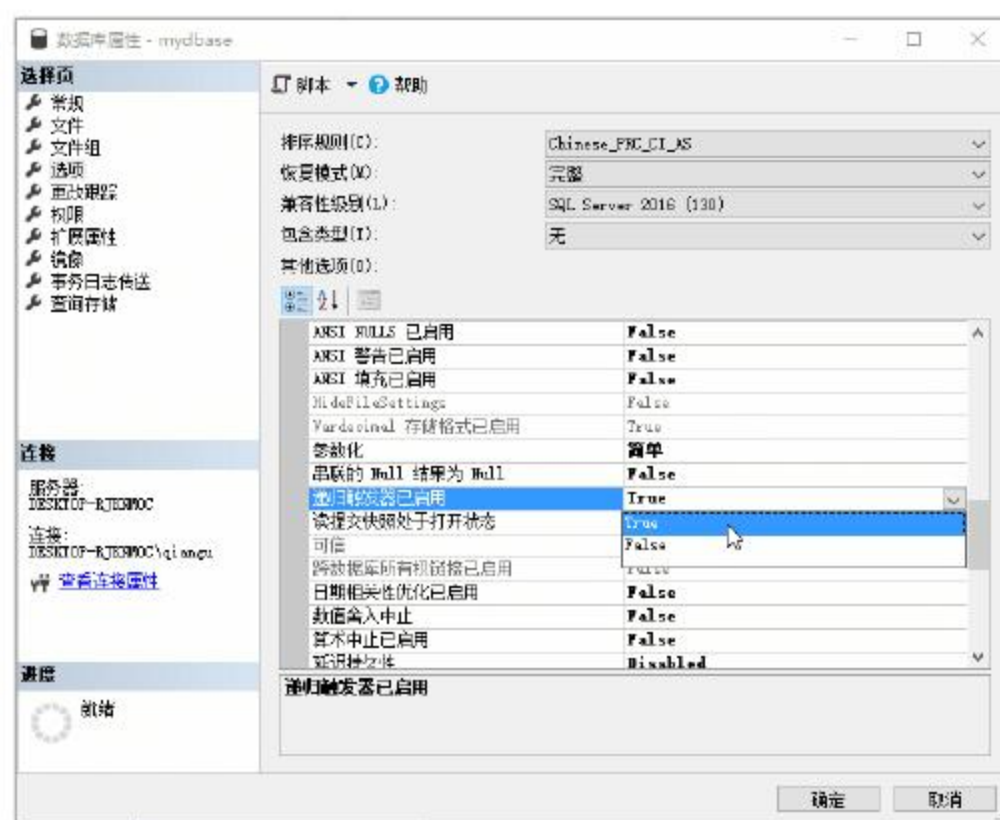 数据库属性 - mydbase
选择页
常规
文件
文件组
选项
更改跟踪
权限
扩展属性
镜像
事务日志传送
查询存储
连接
服务器:
连接:
查看连接属性
进度
就绪
脚本 帮助
排序规则(C): Chinese_PRC_CI_AS
恢复模式(M): 完整
兼容性级别(L): SQL Server 2016 (130)
包含类型(T): 无
其他选项(O):
ANSI NULLS 已启用 False
ANSI 警告已启用 False
ANSI 填充已启用 False
HideFileSettings False
Vardecimal 存储格式已启用 True
参数化 简单
串联的 Null 结果为 Null False
递归触发器已启用 True
读提交快照处于打开状态 True
可信 False
跨数据库所有权链接已启用 False
日期相关性优化已启用 False
数值舍入中止 False
算术中止已启用 False
延迟持久性 Disabled
递归触发器已启用
确定 取消